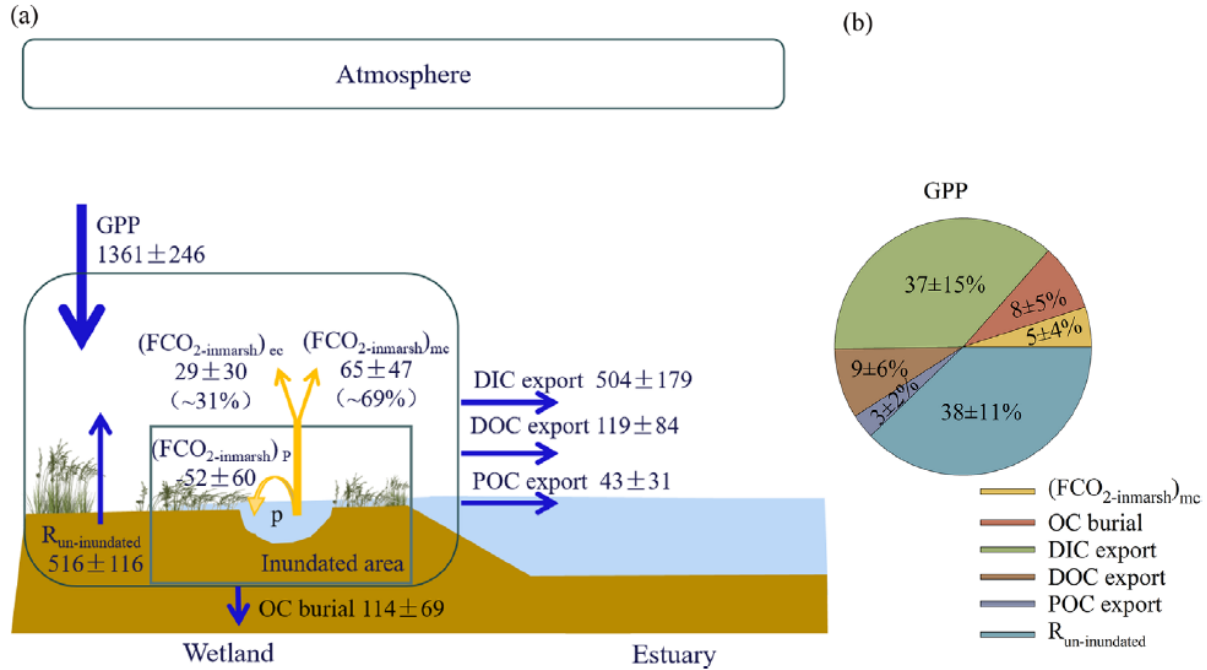 (a)
Atmosphere
GPP
1361±246
(FCO2-inmarsh)ec
29±30
(~31%)
(FCO2-inmarsh)mc
65±47
(~69%)
DIC export 504±179
DOC export 119±84
POC export 43±31
(FCO2-inmarsh)P
-52±60
p
Run-inundated
516±116
Inundated area
OC burial 114±69
Wetland
Estuary
(b)
GPP
37±15%
8±5%
5±4%
9±6%
3±2%
38±11%
(FCO2-inmarsh)mc
OC burial
DIC export
DOC export
POC export
Run-inundated